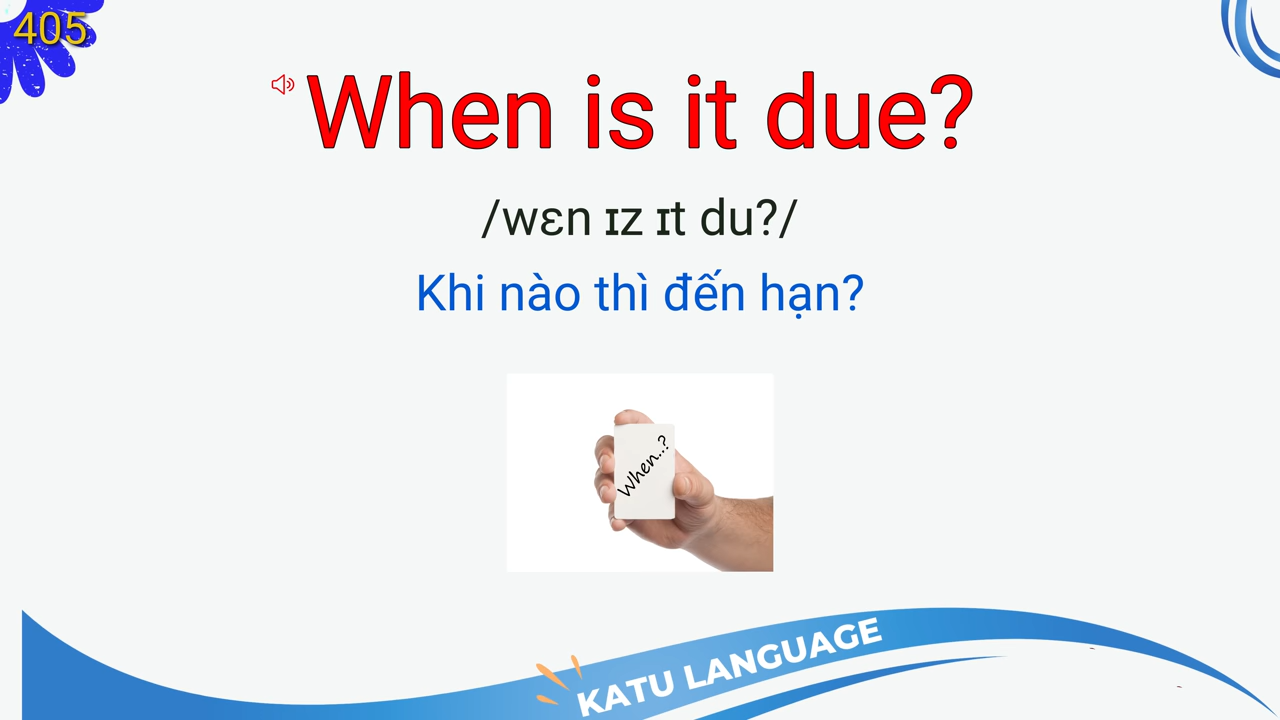 405
When is it due?
/wɛn ɪz ɪt du?/
Khi nào thì đến hạn?
When...?
KATU LANGUAGE